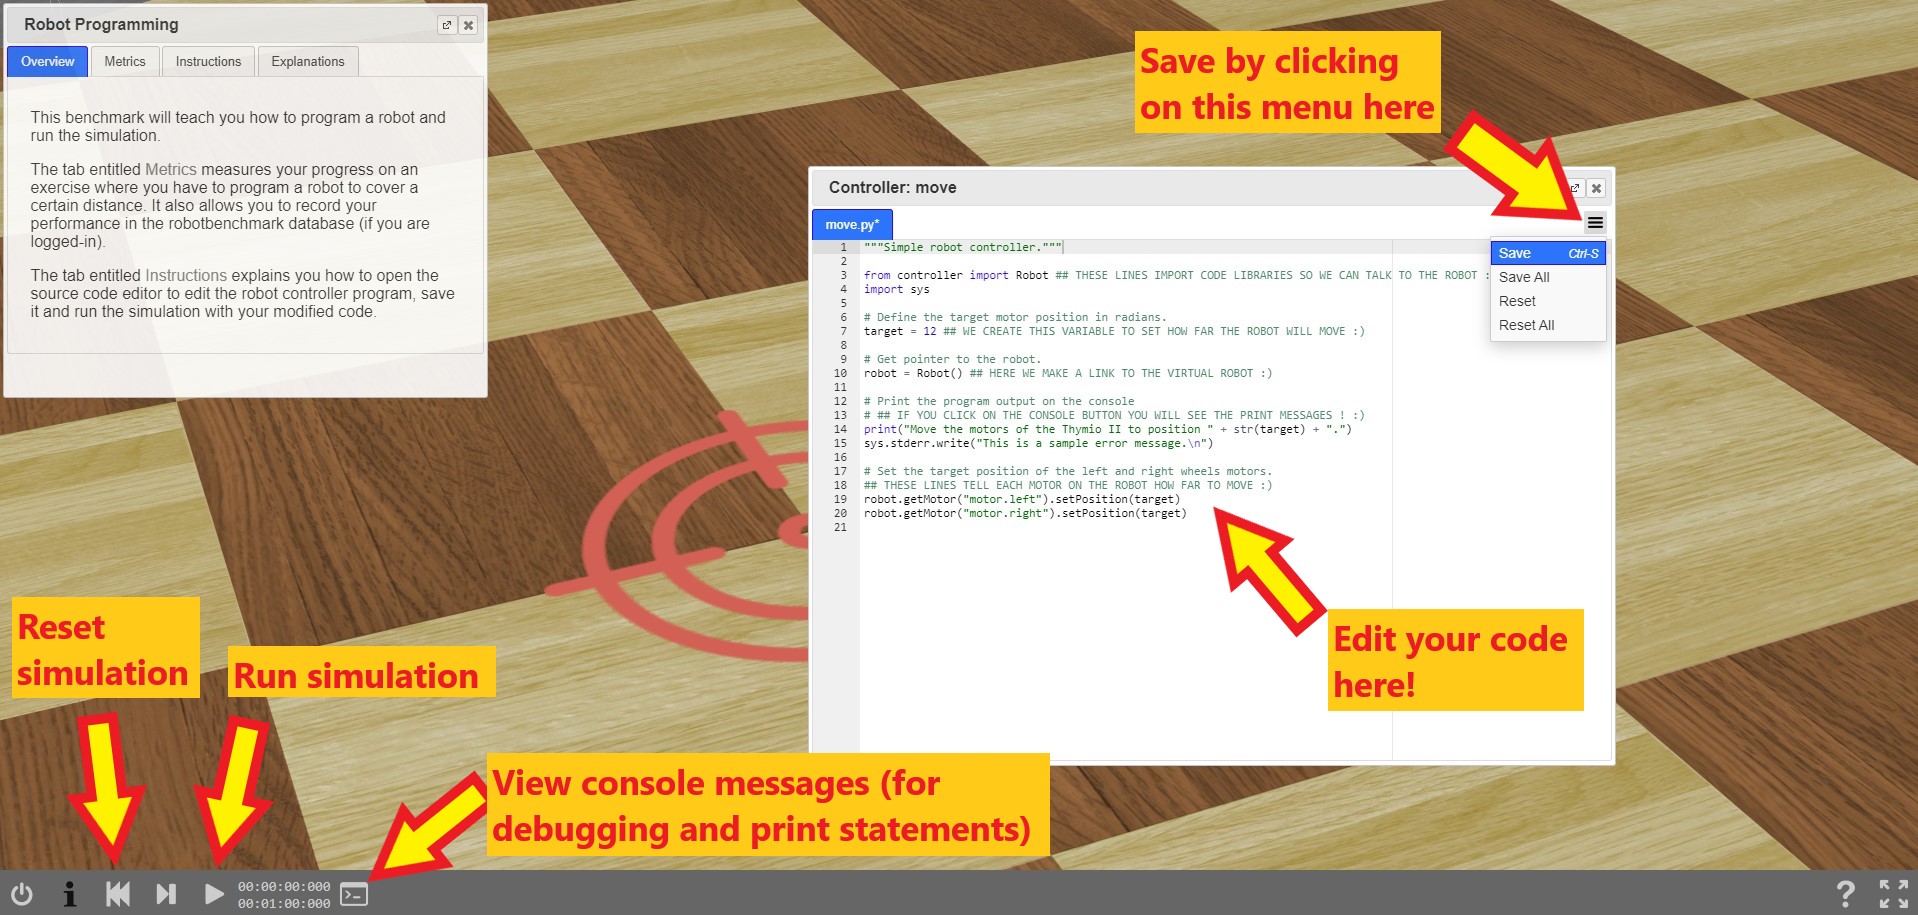 Robot Programming
Overview
Metrics
Instructions
Explanations
This benchmark will teach you how to program a robot and
run the simulation.
The tab entitled Metrics measures your progress on an
exercise where you have to program a robot to cover a
certain distance. It also allows you to record your
performance in the robotbenchmark database (if you are
logged-in).
The tab entitled Instructions explains you how to open the
source code editor to edit the robot controller program, save
it and run the simulation with your modified code.
Save by clicking
on this menu here
Controller: move
move.py*
1 """Simple robot controller."""
2
3 from controller import Robot ## THESE LINES IMPORT CODE LIBRARIES SO WE CAN TALK TO THE ROBOT :
4 import sys
5
6 # Define the target motor position in radians.
7 target = 12 ## WE CREATE THIS VARIABLE TO SET HOW FAR THE ROBOT WILL MOVE :)
8
9 # Get pointer to the robot.
10 robot = Robot() ## HERE WE MAKE A LINK TO THE VIRTUAL ROBOT :)
11
12 # Print the program output on the console
13 # ## IF YOU CLICK ON THE CONSOLE BUTTON YOU WILL SEE THE PRINT MESSAGES ! :)
14 print("Move the motors of the Thymio II to position " + str(target) + ".")
15 sys.stderr.write("This is a sample error message.\n")
16
17 # Set the target position of the left and right wheels motors.
18 ## THESE LINES TELL EACH MOTOR ON THE ROBOT HOW FAR TO MOVE :)
19 robot.getMotor("motor.left").setPosition(target)
20 robot.getMotor("motor.right").setPosition(target)
21
Save Ctrl-S
Save All
Reset
Reset All
Edit your code
here!
Reset
simulation
Run simulation
View console messages (for
debugging and print statements)
00:00:00:000
00:01:00:000